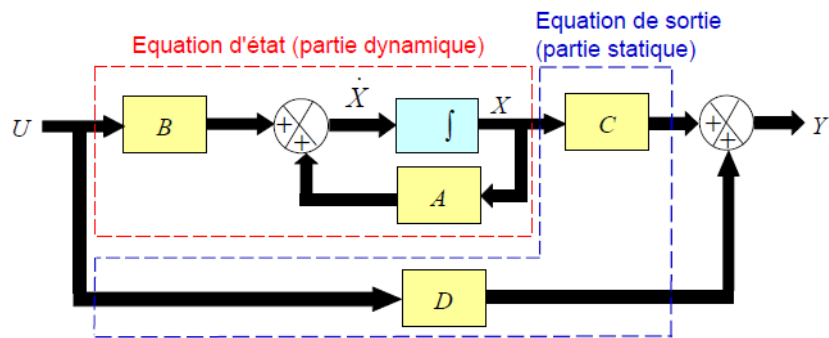 Equation de sortie
(partie statique)
Equation d'état (partie dynamique)
U
B
+
+
Ẋ
∫
X
C
+
+
Y
A
D